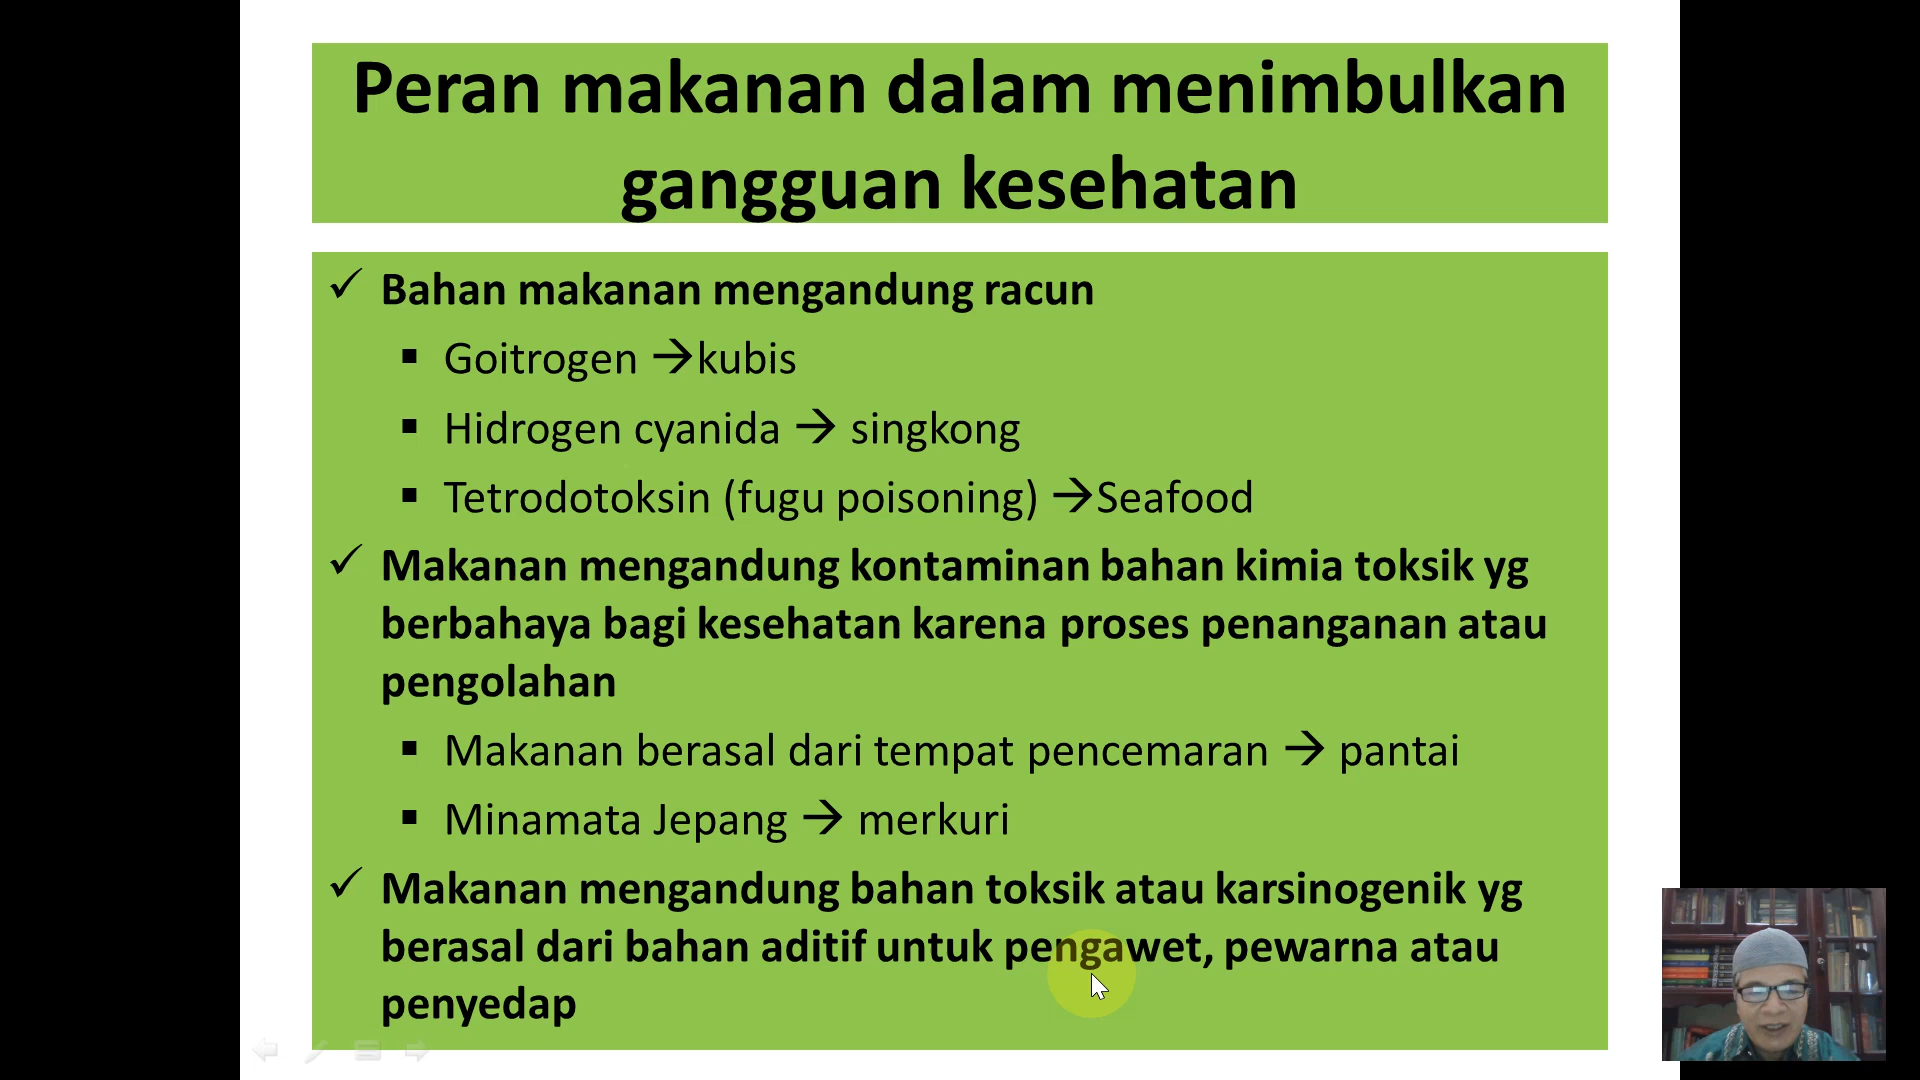 Peran makanan dalam menimbulkan
gangguan kesehatan
✓ Bahan makanan mengandung racun
▪ Goitrogen →kubis
▪ Hidrogen cyanida → singkong
▪ Tetrodotoksin (fugu poisoning) →Seafood
✓ Makanan mengandung kontaminan bahan kimia toksik yg
berbahaya bagi kesehatan karena proses penanganan atau
pengolahan
▪ Makanan berasal dari tempat pencemaran → pantai
▪ Minamata Jepang → merkuri
✓ Makanan mengandung bahan toksik atau karsinogenik yg
berasal dari bahan aditif untuk pengawet, pewarna atau
penyedap